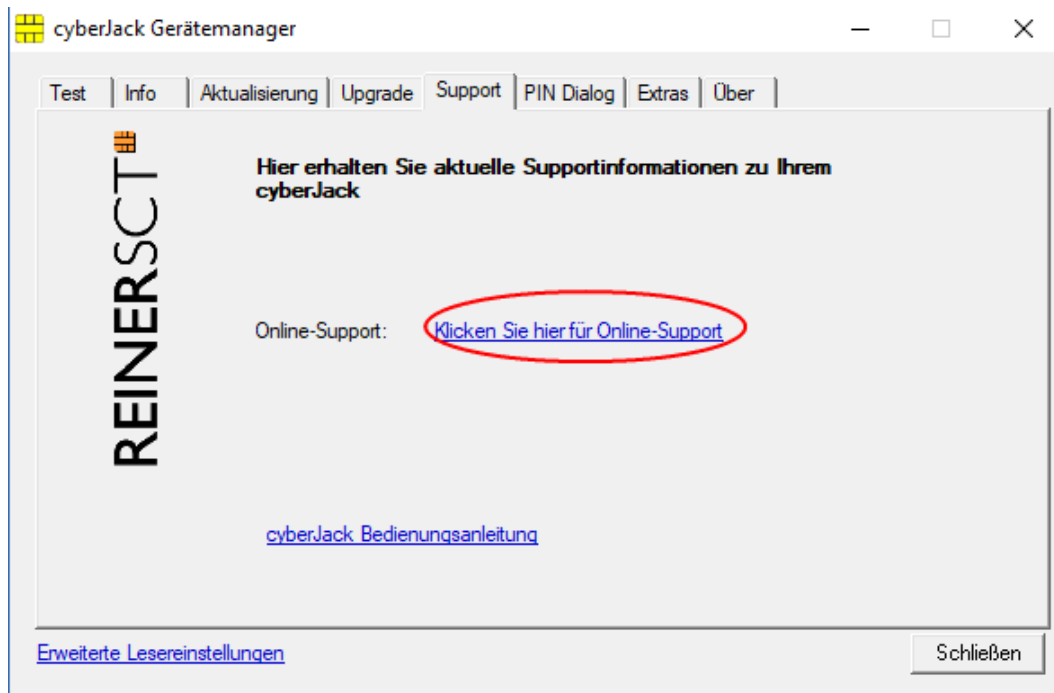 cyberJack Gerätemanager
Test Info Aktualisierung Upgrade Support PIN Dialog Extras Über
REINERSCT
Hier erhalten Sie aktuelle Supportinformationen zu Ihrem
cyberJack
Online-Support: Klicken Sie hier für Online-Support
cyberJack Bedienungsanleitung
Erweiterte Lesereinstellungen
Schließen